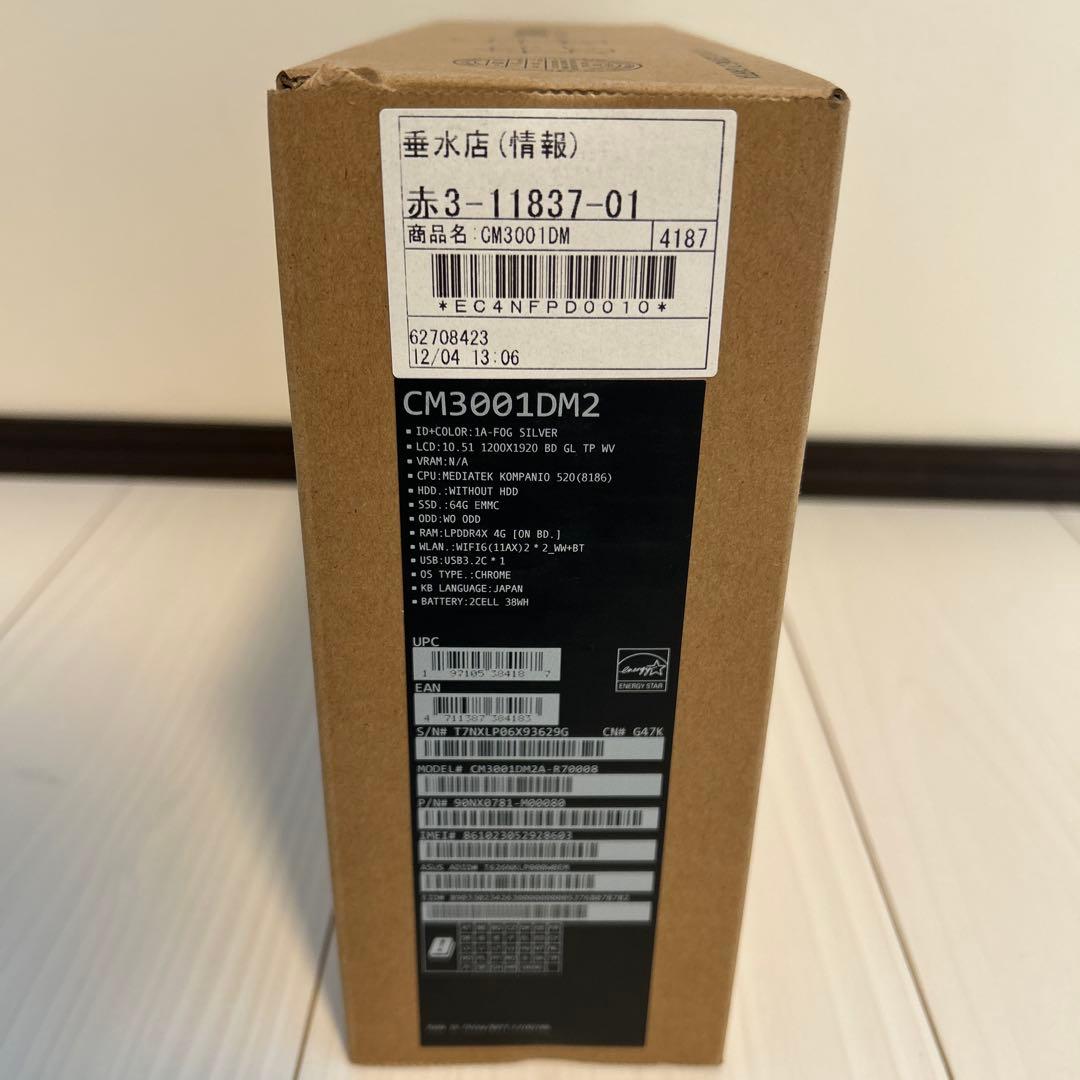 垂水店(情報)
赤3-11837-01
商品名:CM3001DM 4187
*EC4NFPD0010*
62708423
12/04 13:06
CM3001DM2
▪ ID+COLOR:1A-FOG SILVER
▪ LCD:10.51 1200X1920 BD GL TP WV
▪ VRAM:N/A
▪ CPU:MEDIATEK KOMPANIO 520(8186)
▪ HDD.:WITHOUT HDD
▪ SSD.:64G EMMC
▪ ODD:WO ODD
▪ RAM:LPDDR4X 4G [ON BD.]
▪ WLAN.:WIFI6(11AX)2*2_WW+BT
▪ USB:USB3.2C*1
▪ OS TYPE.:CHROME
▪ KB LANGUAGE:JAPAN
▪ BATTERY:2CELL 38WH
UPC
1 97105 38418 7
energy
ENERGY STAR
EAN
4 711387 384183
S/N# T7NXLP06X93629G CN# G47K
MODEL# CM3001DM2A-R70008
P/N# 90NX0781-M00080
IMEI# 861023052928603
ASUS